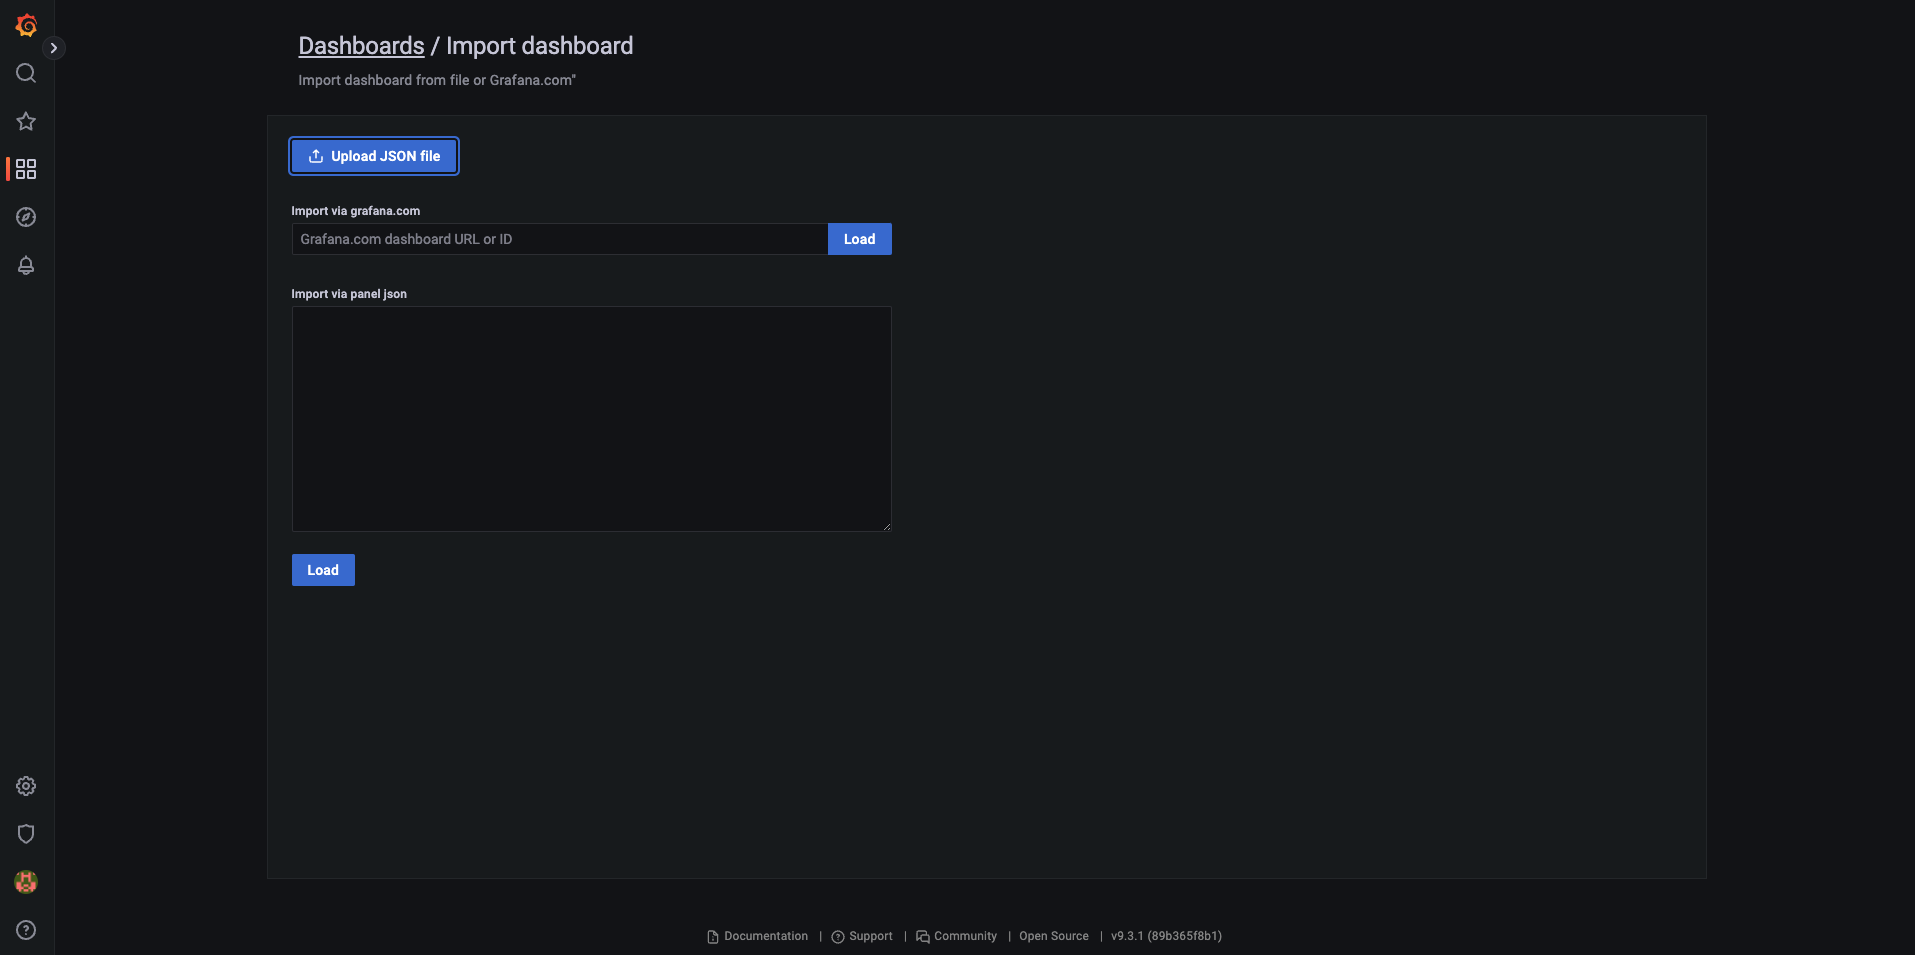 Dashboards / Import dashboard
Import dashboard from file or Grafana.com"
Upload JSON file
Import via grafana.com
Grafana.com dashboard URL or ID
Load
Import via panel json
Load
Documentation | Support | Community | Open Source | v9.3.1 (89b365f8b1)